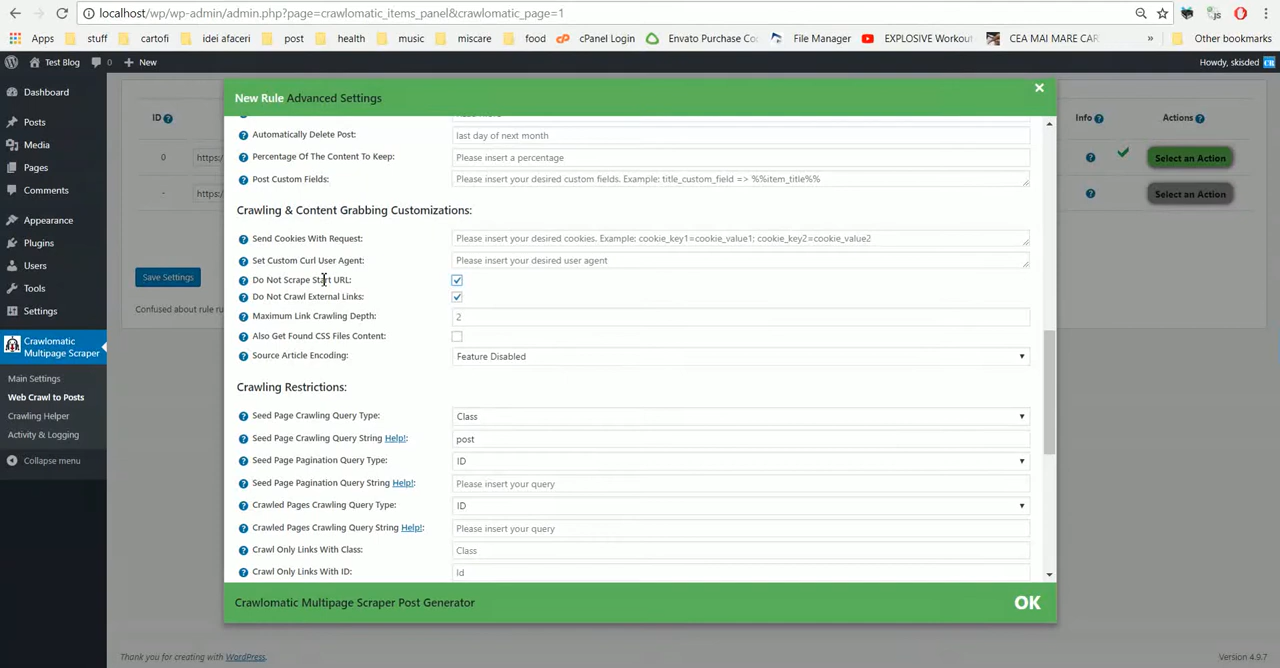 localhost/wp/wp-admin/admin.php?page=crawlomatic_items_panel&crawlomatic_page=1
Apps stuff cartofi idei afaceri post health music miscare food cPanel Login Envato Purchase Co File Manager EXPLOSIVE Workout CEA MAI MARE CAR » Other bookmarks
Test Blog 0 New Howdy, skisded
New Rule Advanced Settings ×
Dashboard
Posts
Media
Pages
Comments
Appearance
Plugins
Users
Tools
Settings
Crawlomatic
Multipage Scraper
Main Settings
Web Crawl to Posts
Crawling Helper
Activity & Logging
Collapse menu
ID Info Actions
0 https: Select an Action
- https: Select an Action
Save Settings
Confused about rule ru
Automatically Delete Post: last day of next month
Percentage Of The Content To Keep: Please insert a percentage
Post Custom Fields: Please insert your desired custom fields. Example: title_custom_field => %%item_title%%
Crawling & Content Grabbing Customizations:
Send Cookies With Request: Please insert your desired cookies. Example: cookie_key1=cookie_value1; cookie_key2=cookie_value2
Set Custom Curl User Agent: Please insert your desired user agent
Do Not Scrape Start URL:
Do Not Crawl External Links:
Maximum Link Crawling Depth: 2
Also Get Found CSS Files Content:
Source Article Encoding: Feature Disabled
Crawling Restrictions:
Seed Page Crawling Query Type: Class
Seed Page Crawling Query String Help!: post
Seed Page Pagination Query Type: ID
Seed Page Pagination Query String Help!: Please insert your query
Crawled Pages Crawling Query Type: ID
Crawled Pages Crawling Query String Help!: Please insert your query
Crawl Only Links With Class: Class
Crawl Only Links With ID: Id
Crawlomatic Multipage Scraper Post Generator OK
Thank you for creating with WordPress. Version 4.9.7